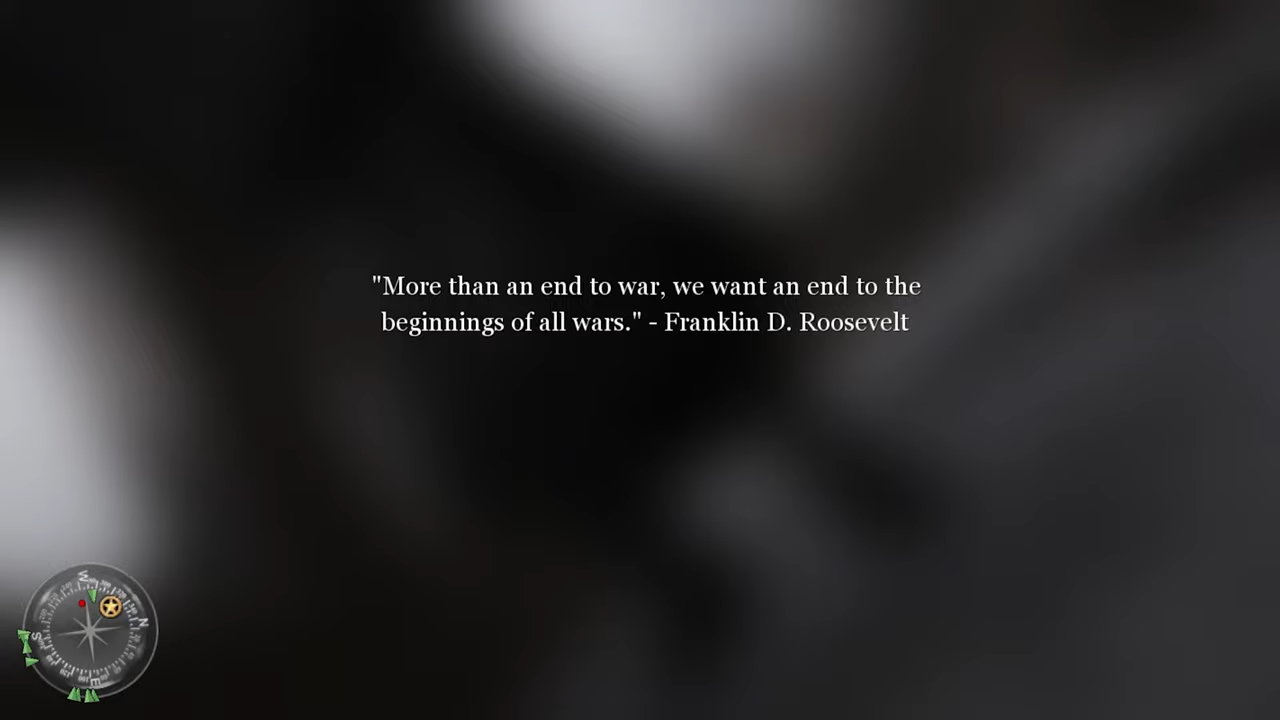 "More than an end to war, we want an end to the
beginnings of all wars." - Franklin D. Roosevelt
W
N
S
E